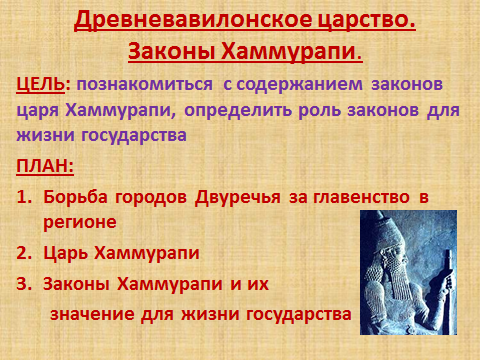 Древневавилонское царство.
Законы Хаммурапи.
ЦЕЛЬ: познакомиться с содержанием законов
царя Хаммурапи, определить роль законов для
жизни государства
ПЛАН:
1. Борьба городов Двуречья за главенство в
регионе
2. Царь Хаммурапи
3. Законы Хаммурапи и их
значение для жизни государства